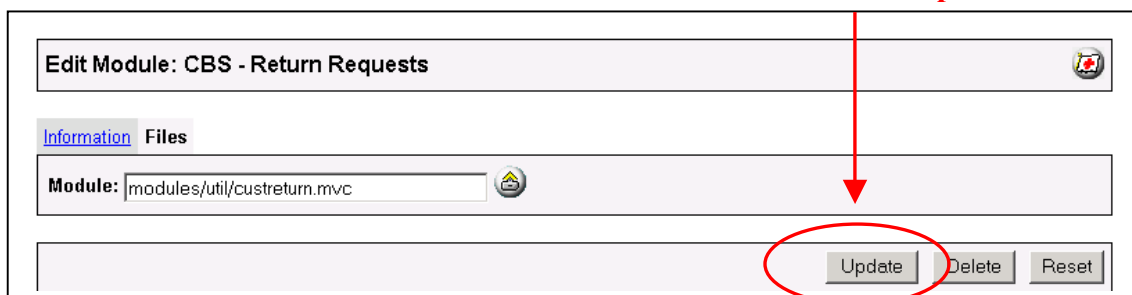 Edit Module: CBS - Return Requests
Information Files
Module: modules/util/custreturn.mvc
Update Delete Reset